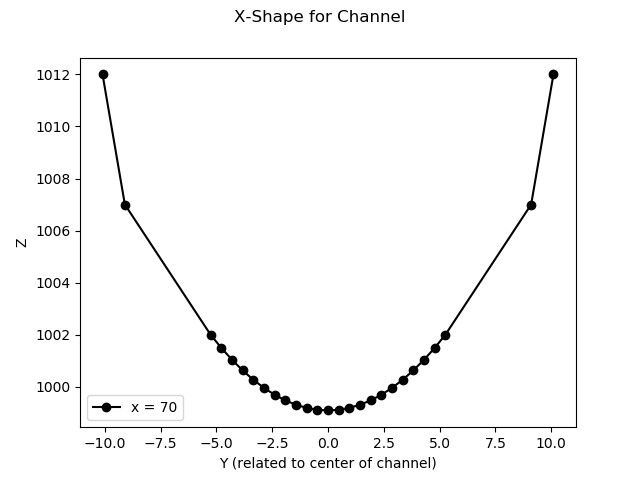 X-Shape for Channel
1012
1010
1008
1006
1004
1002
1000
Z
x = 70
−10.0 −7.5 −5.0 −2.5 0.0 2.5 5.0 7.5 10.0
Y (related to center of channel)